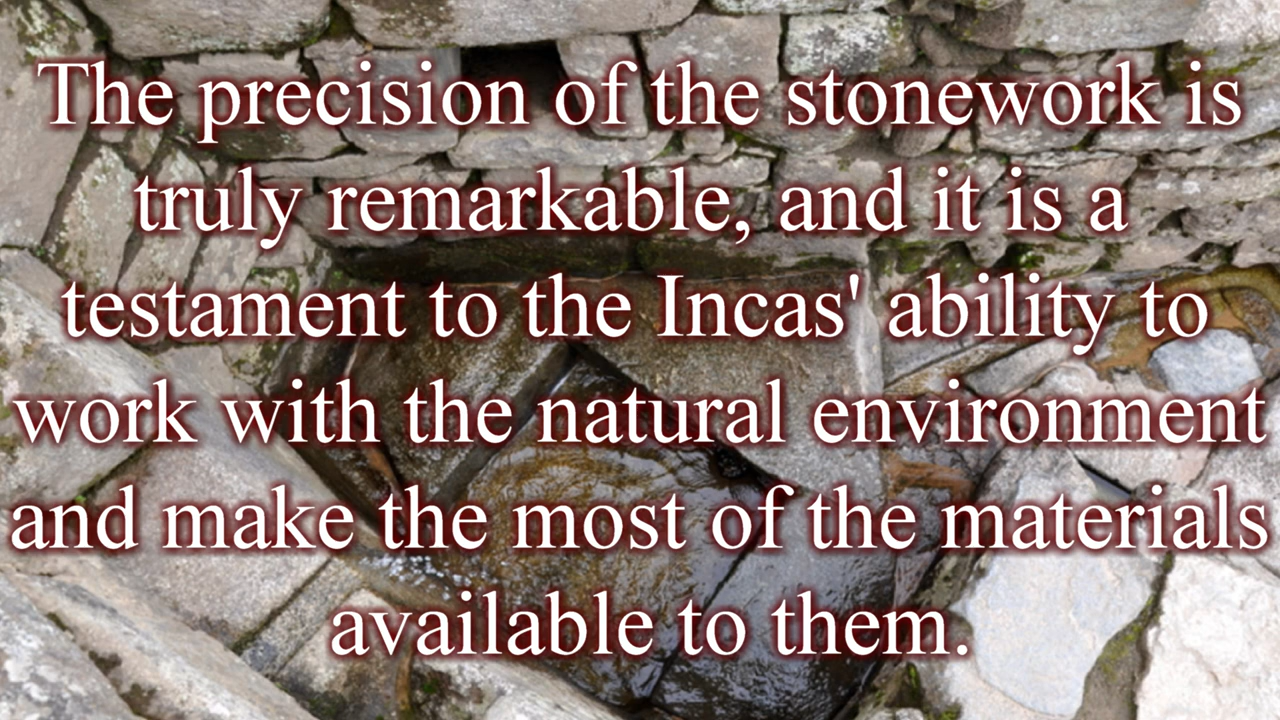 The precision of the stonework is
truly remarkable, and it is a
testament to the Incas' ability to
work with the natural environment
and make the most of the materials
available to them.